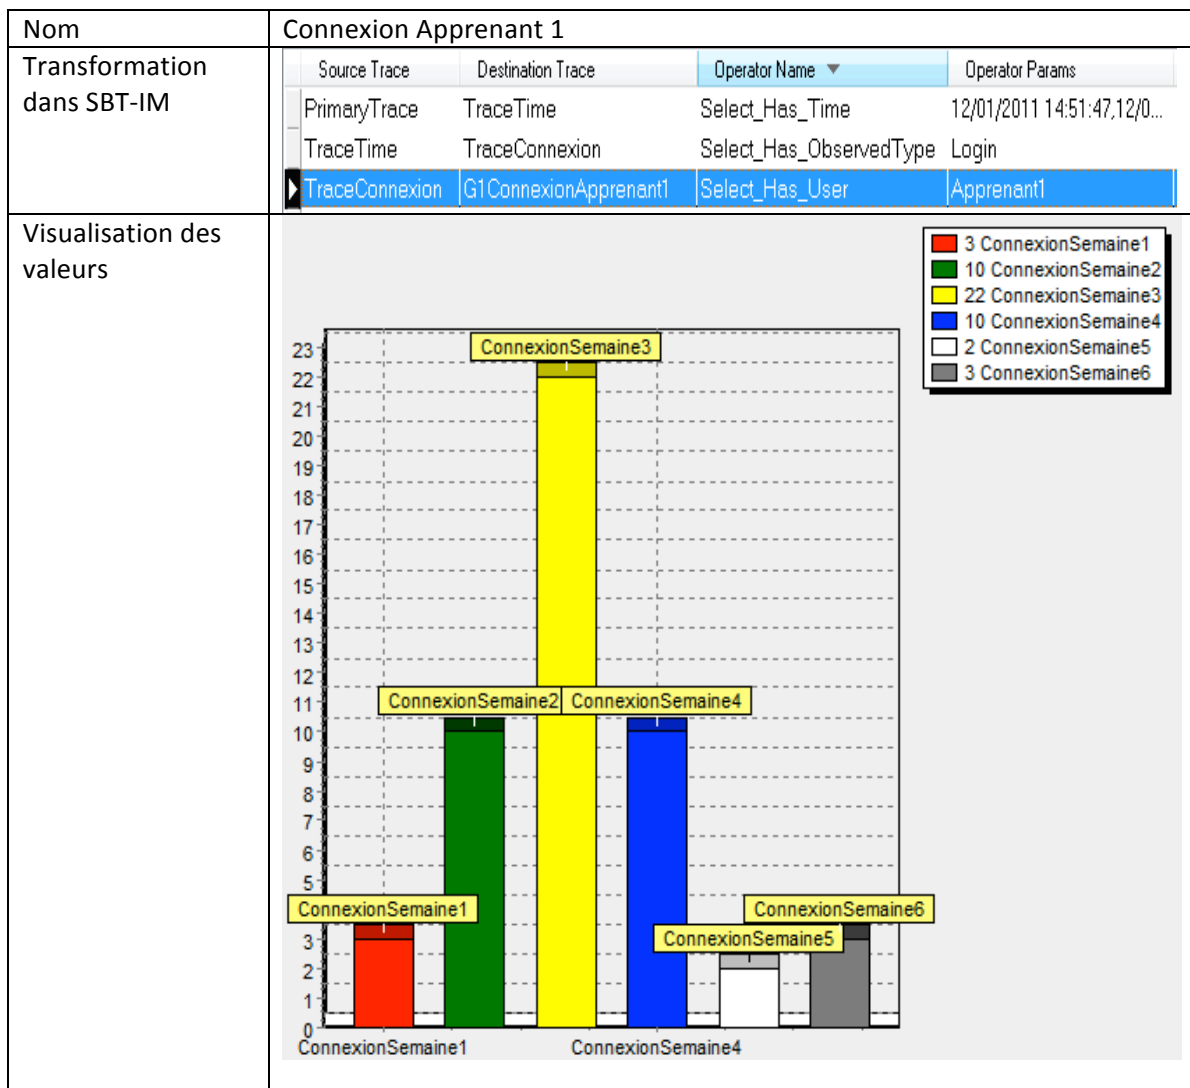 Nom Connexion Apprenant 1
Transformation
dans SBT-IM
Source Trace Destination Trace Operator Name Operator Params
PrimaryTrace TraceTime Select_Has_Time 12/01/2011 14:51:47,12/0...
TraceTime TraceConnexion Select_Has_ObservedType Login
TraceConnexion G1ConnexionApprenant1 Select_Has_User Apprenant1
Visualisation des
valeurs
3 ConnexionSemaine1
10 ConnexionSemaine2
22 ConnexionSemaine3
10 ConnexionSemaine4
2 ConnexionSemaine5
3 ConnexionSemaine6
23
ConnexionSemaine3
22
21
20
19
18
17
16
15
14
13
12
11
ConnexionSemaine2 ConnexionSemaine4
10
9
8
7
6
5
ConnexionSemaine1 ConnexionSemaine6
3
ConnexionSemaine5
2
1
0
ConnexionSemaine1 ConnexionSemaine4